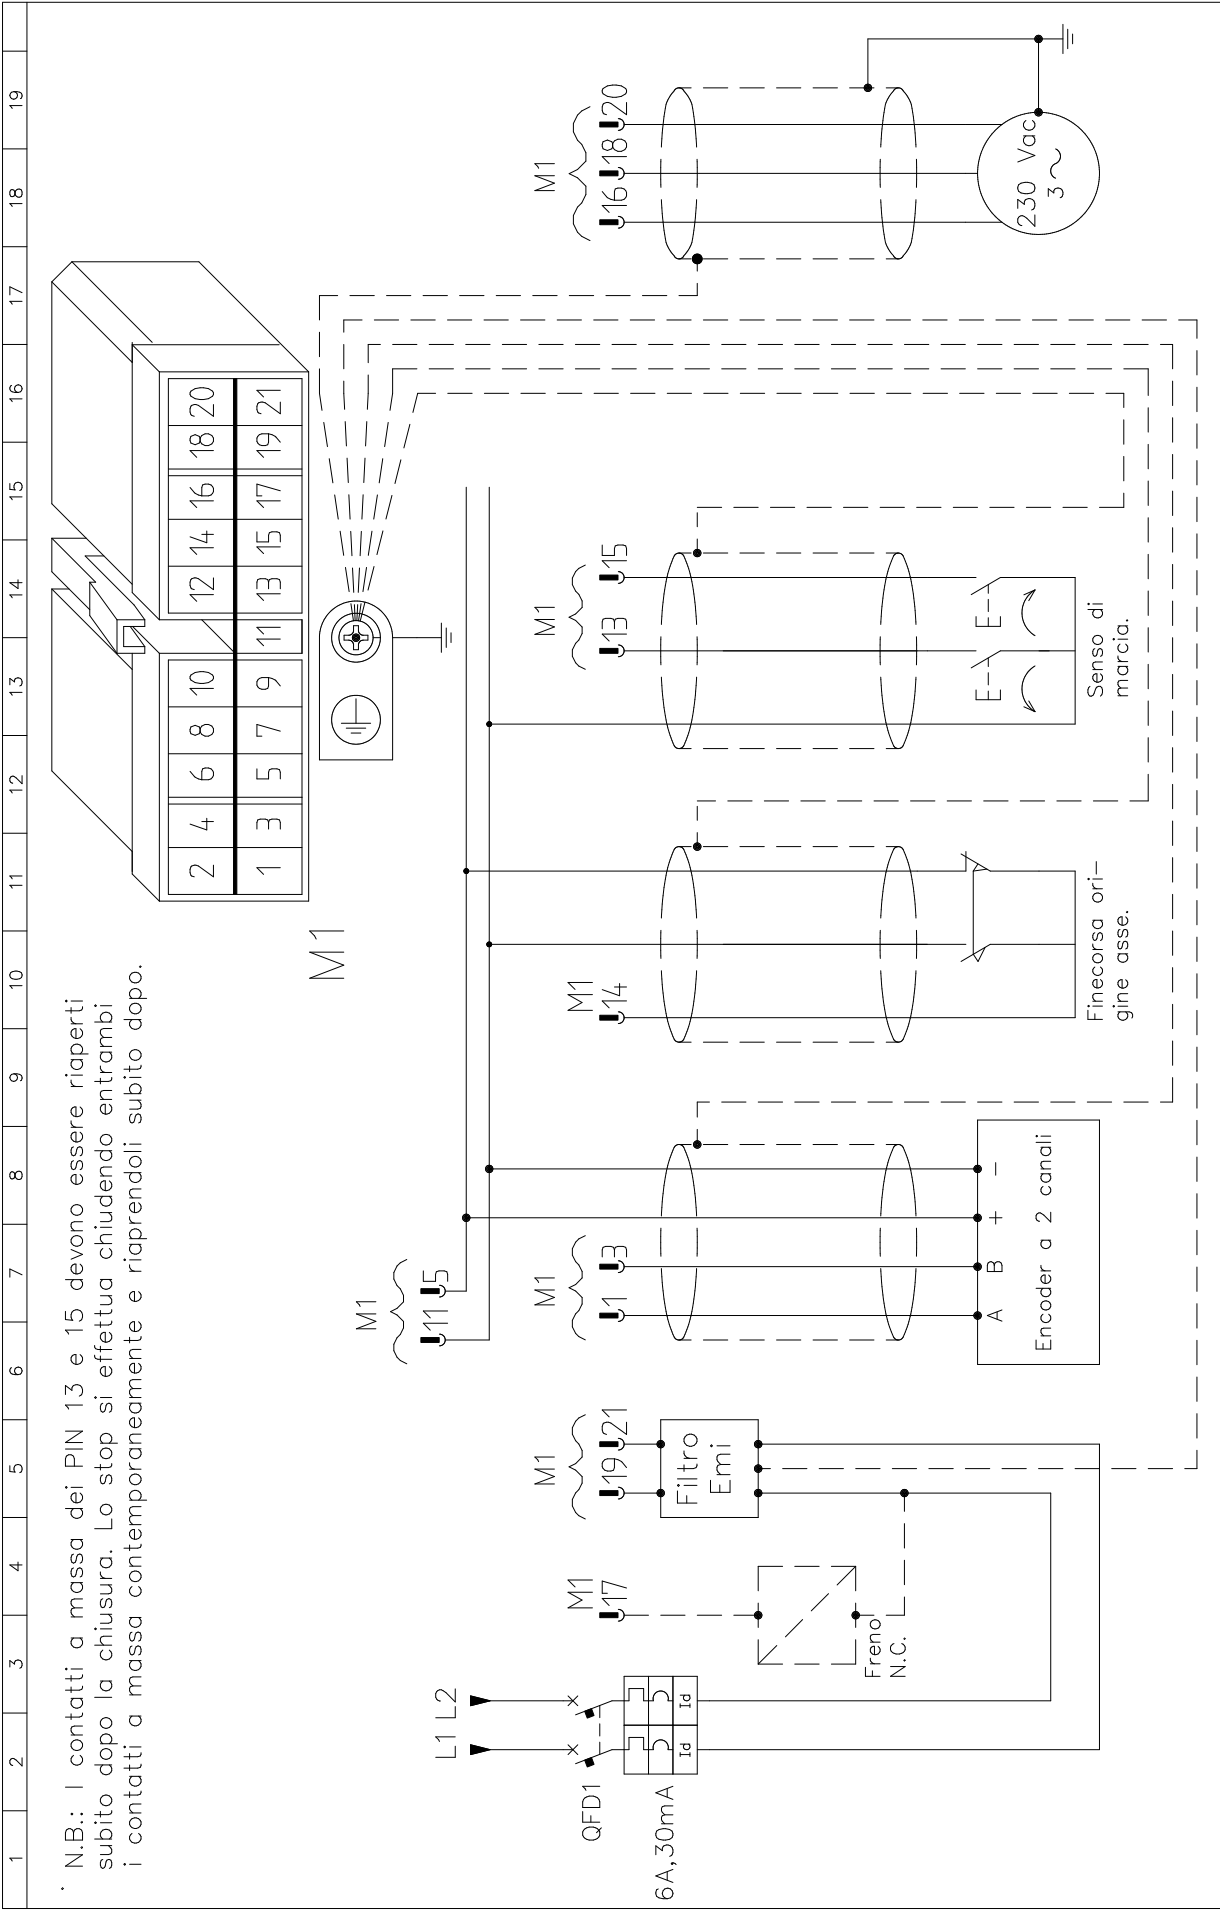 1 2 3 4 5 6 7 8 9 10 11 12 13 14 15 16 17 18 19
N.B.: I contatti a massa dei PIN 13 e 15 devono essere riaperti
subito dopo la chiusura. Lo stop si effettua chiudendo entrambi
i contatti a massa contemporaneamente e riaprendoli subito dopo.
M1
2 4 6 8 10 12 14 16 18 20
1 3 5 7 9 11 13 15 17 19 21
L1 L2
QFD1
Id Id
6A,30mA
M1
17
Freno
N.C.
M1
19 21
Filtro
Emi
M1
11 5
M1
1 3
A B + -
Encoder a 2 canali
M1
14
Finecorsa ori-
gine asse.
M1
13 15
Senso di
marcia.
M1
16 18 20
230 Vac
3~